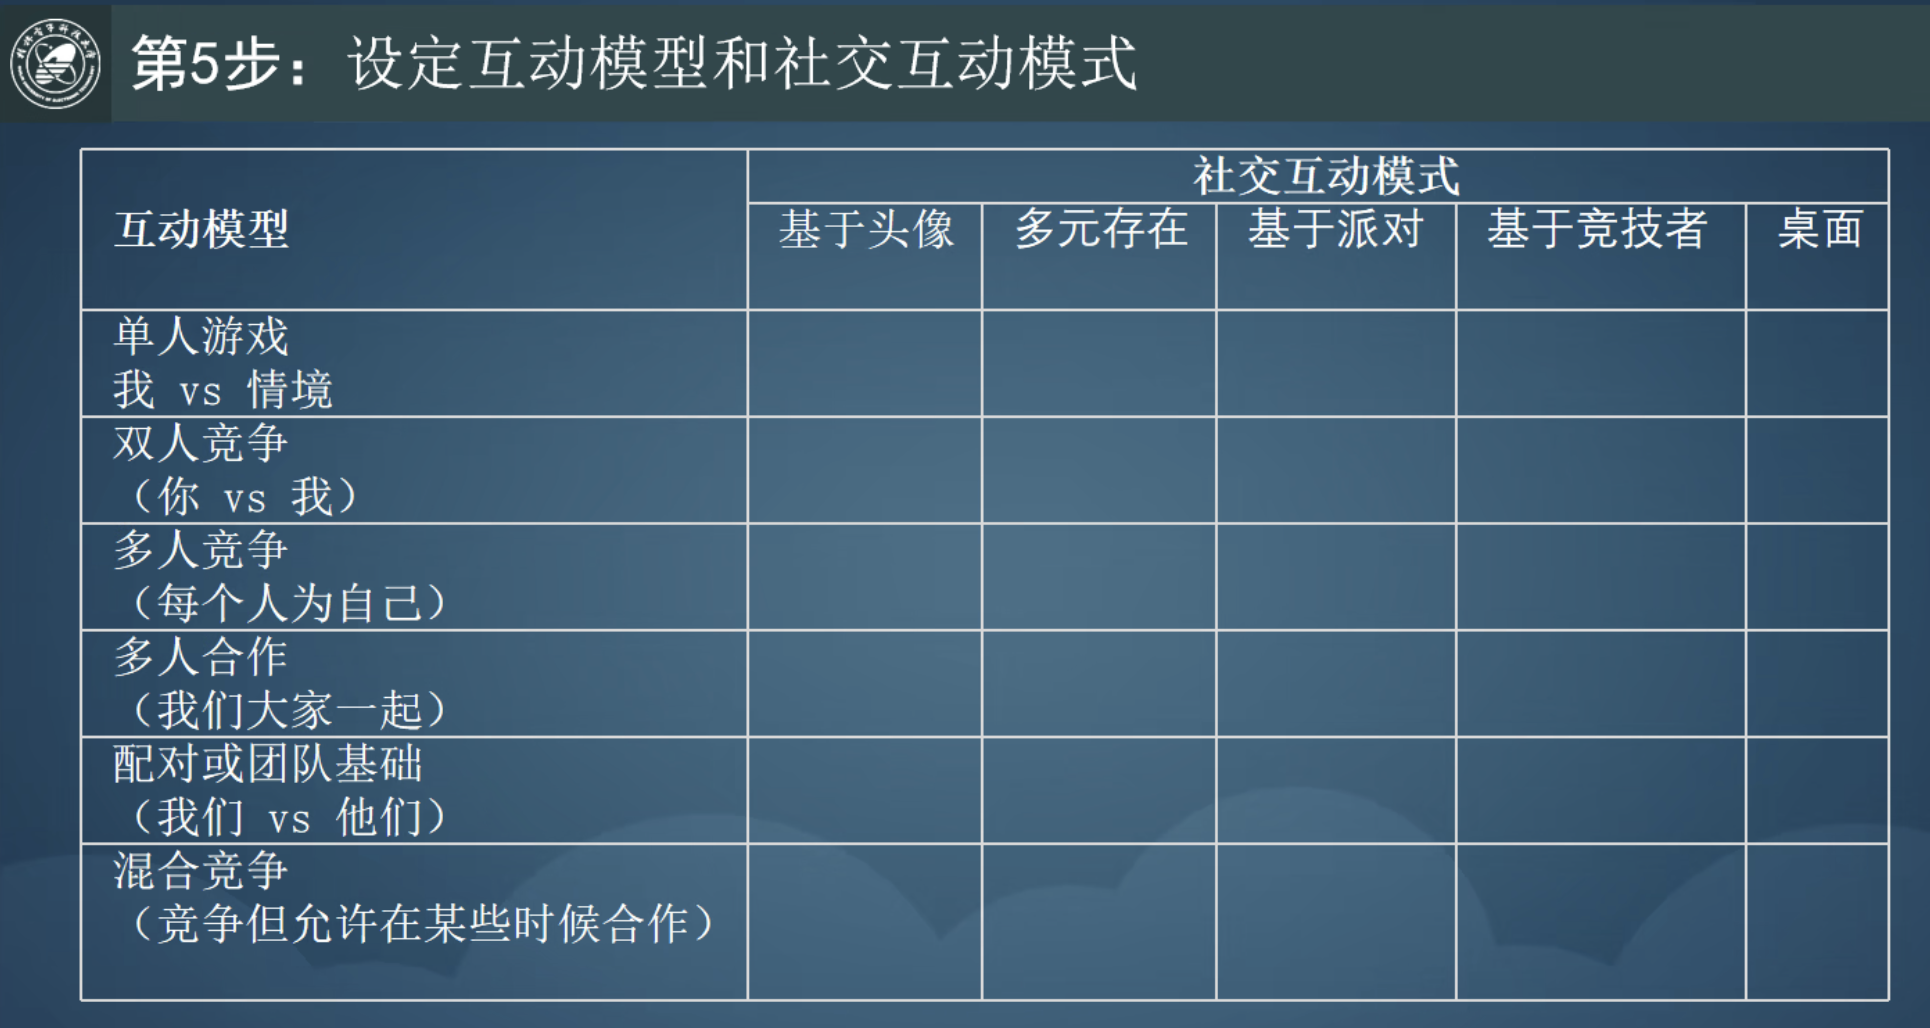 第5步：设定互动模型和社交互动模式
社交互动模式
互动模型
基于头像 多元存在 基于派对 基于竞技者 桌面
单人游戏
我 vs 情境
双人竞争
（你 vs 我）
多人竞争
（每个人为自己）
多人合作
（我们大家一起）
配对或团队基础
（我们 vs 他们）
混合竞争
（竞争但允许在某些时候合作）